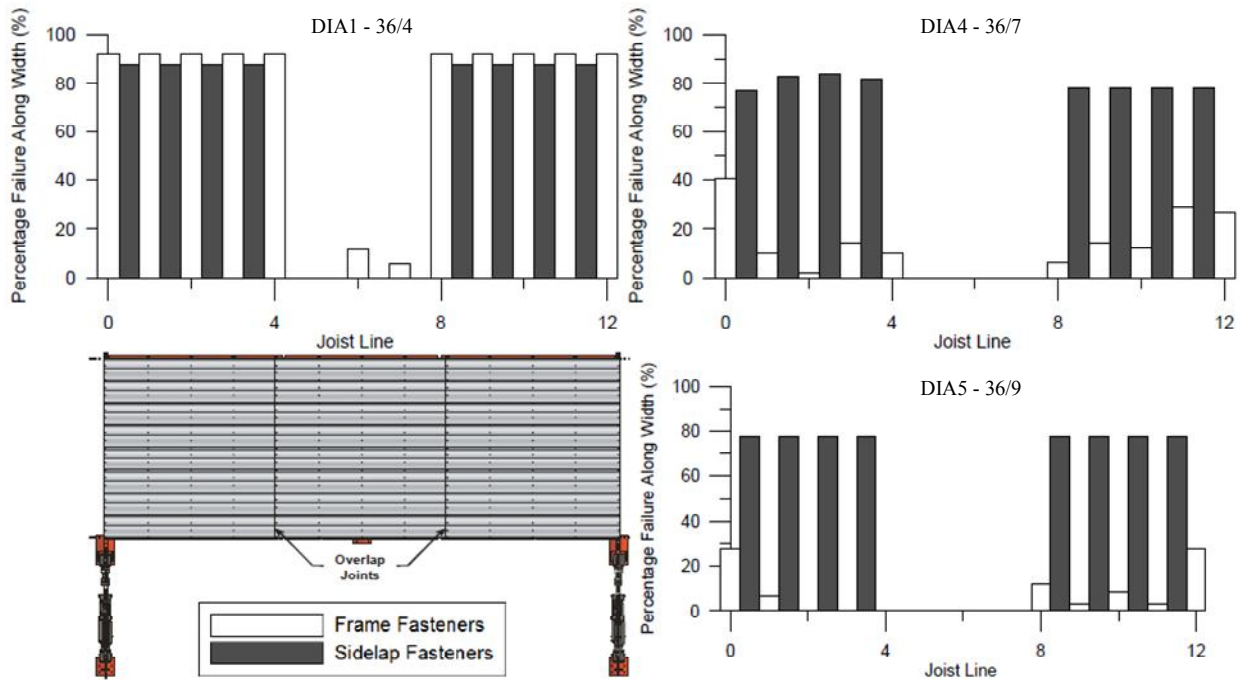 DIA1 - 36/4
Percentage Failure Along Width (%)
100
80
60
40
20
0
0 4 8 12
Joist Line
DIA4 - 36/7
Percentage Failure Along Width (%)
100
80
60
40
20
0
0 4 8 12
Joist Line
Overlap
Joints
Frame Fasteners
Sidelap Fasteners
DIA5 - 36/9
Percentage Failure Along Width (%)
100
80
60
40
20
0
0 4 8 12
Joist Line